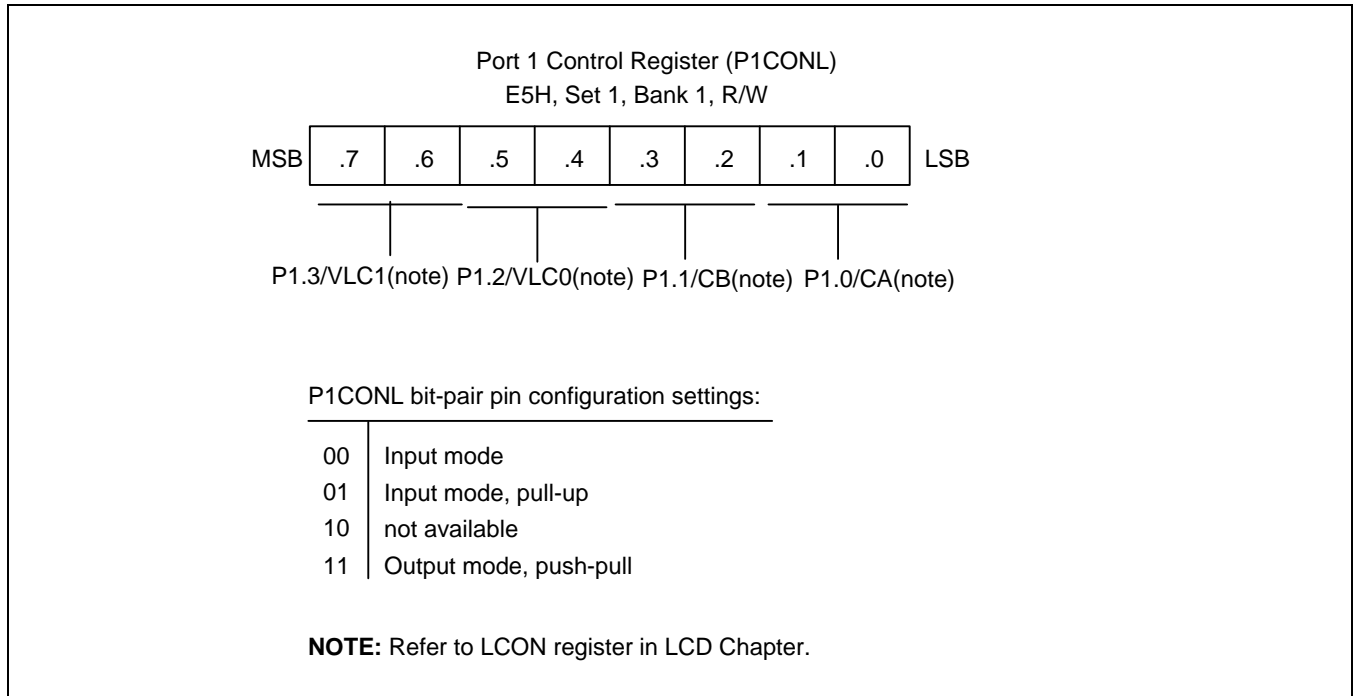 Port 1 Control Register (P1CONL)
E5H, Set 1, Bank 1, R/W
MSB .7 .6 .5 .4 .3 .2 .1 .0 LSB
P1.3/VLC1(note) P1.2/VLC0(note) P1.1/CB(note) P1.0/CA(note)
P1CONL bit-pair pin configuration settings:
00 Input mode
01 Input mode, pull-up
10 not available
11 Output mode, push-pull
NOTE: Refer to LCON register in LCD Chapter.